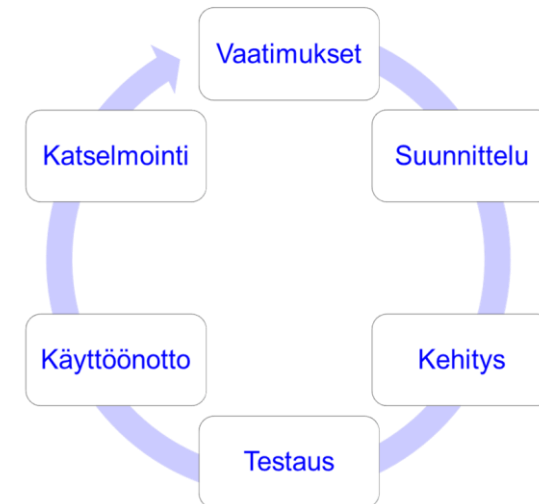 Vaatimukset
Suunnittelu
Kehitys
Testaus
Käyttöönotto
Katselmointi